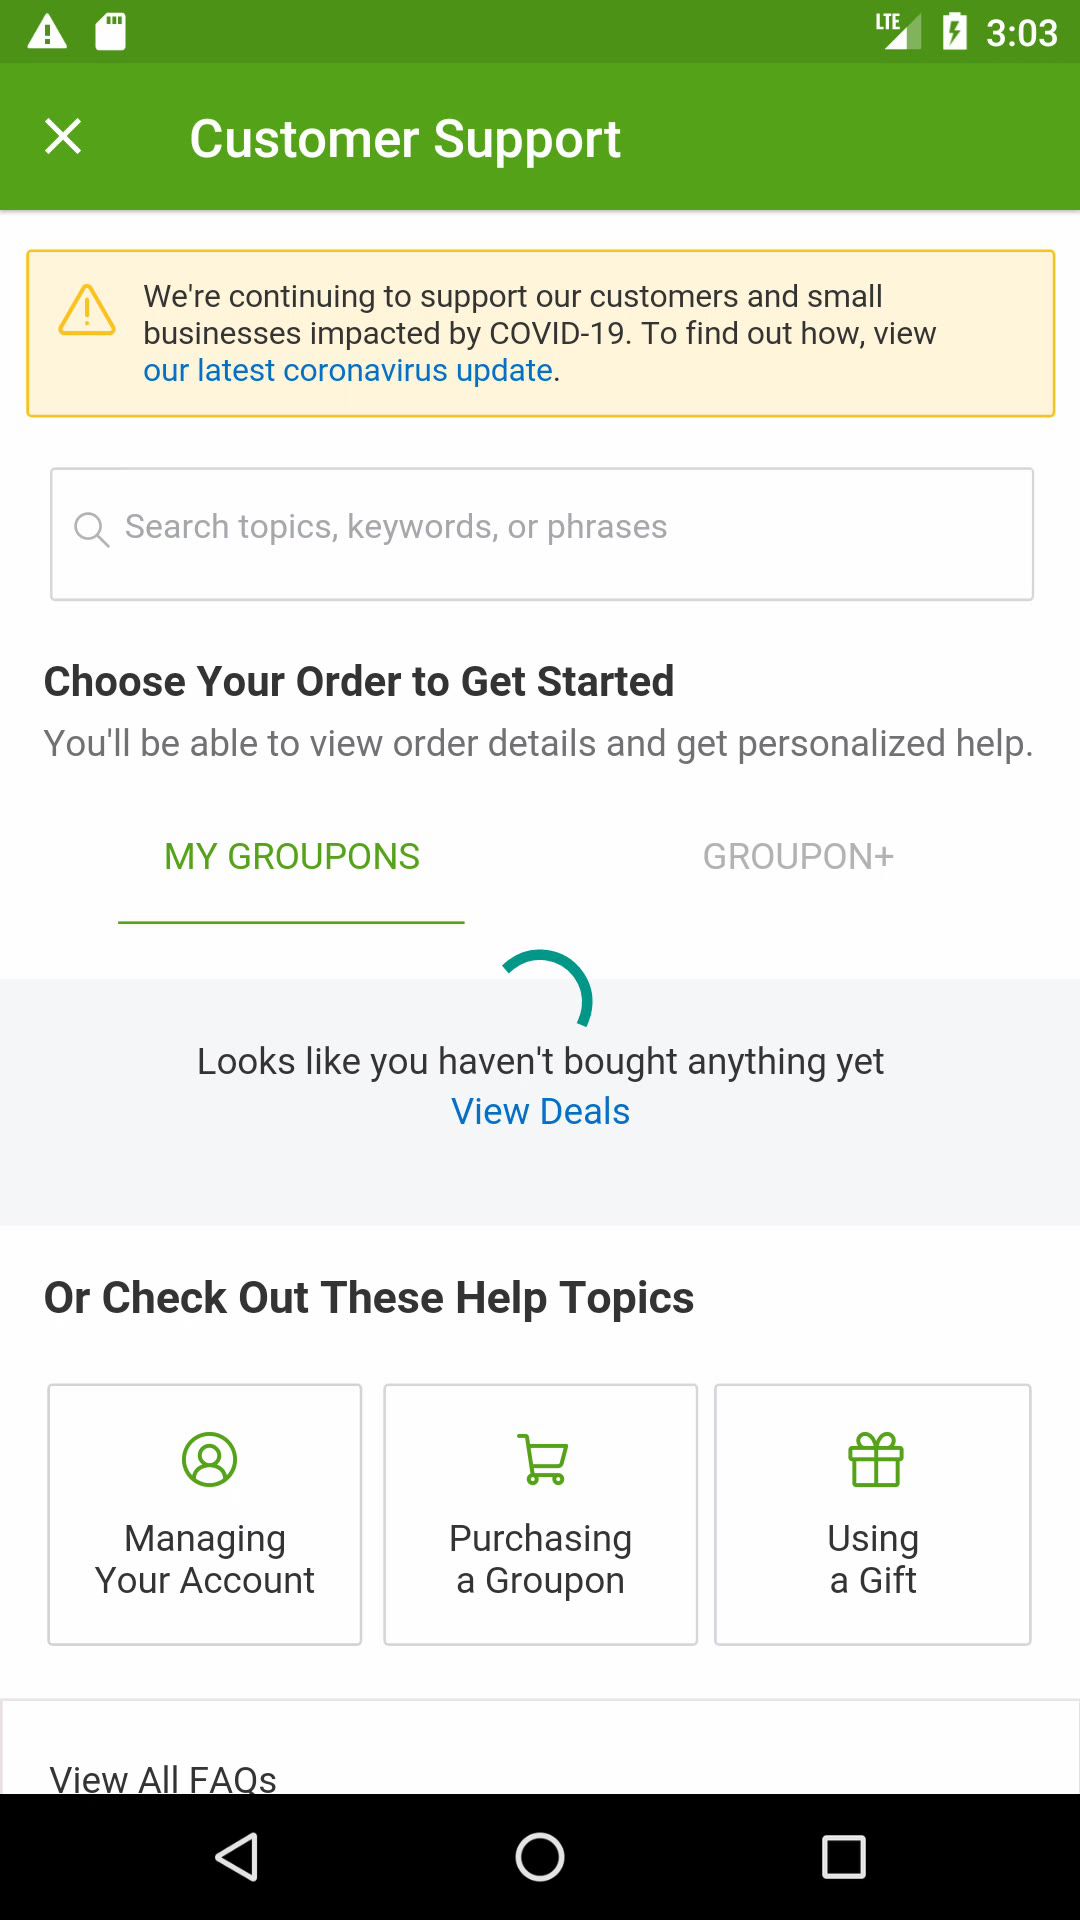 LTE 3:03
Customer Support
We're continuing to support our customers and small
businesses impacted by COVID-19. To find out how, view
our latest coronavirus update.
Search topics, keywords, or phrases
Choose Your Order to Get Started
You'll be able to view order details and get personalized help.
MY GROUPONS GROUPON+
Looks like you haven't bought anything yet
View Deals
Or Check Out These Help Topics
Managing
Your Account
Purchasing
a Groupon
Using
a Gift
View All FAQs